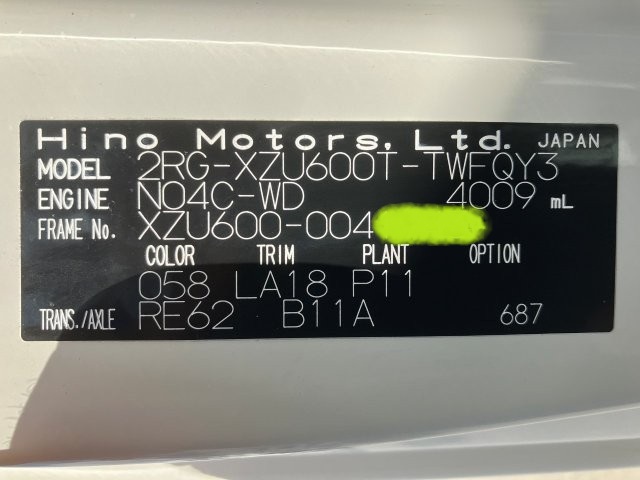 Hino Motors, Ltd. JAPAN
MODEL 2RG-XZU600T-TWFQY3
ENGINE N04C-WD 4009 mL
FRAME No. XZU600-004
COLOR TRIM PLANT OPTION
058 LA18 P11
TRANS./AXLE RE62 B11A 687